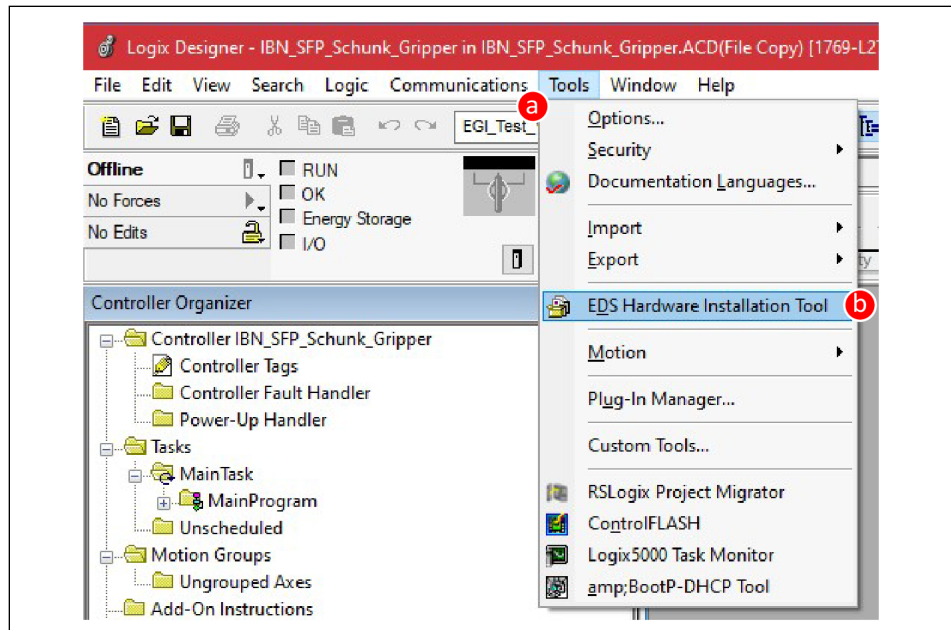 Logix Designer - IBN_SFP_Schunk_Gripper in IBN_SFP_Schunk_Gripper.ACD(File Copy) [1769-L2
File Edit View Search Logic Communications Tools Window Help
a
EGI_Test_
Offline
RUN
No Forces
OK
Energy Storage
No Edits
I/O
Options...
Security
Documentation Languages...
Import
Export
ty
EDS Hardware Installation Tool
b
Motion
Plug-In Manager...
Custom Tools...
RSLogix Project Migrator
ControlFLASH
Logix5000 Task Monitor
amp;BootP-DHCP Tool
Controller Organizer
Controller IBN_SFP_Schunk_Gripper
Controller Tags
Controller Fault Handler
Power-Up Handler
Tasks
MainTask
MainProgram
Unscheduled
Motion Groups
Ungrouped Axes
Add-On Instructions